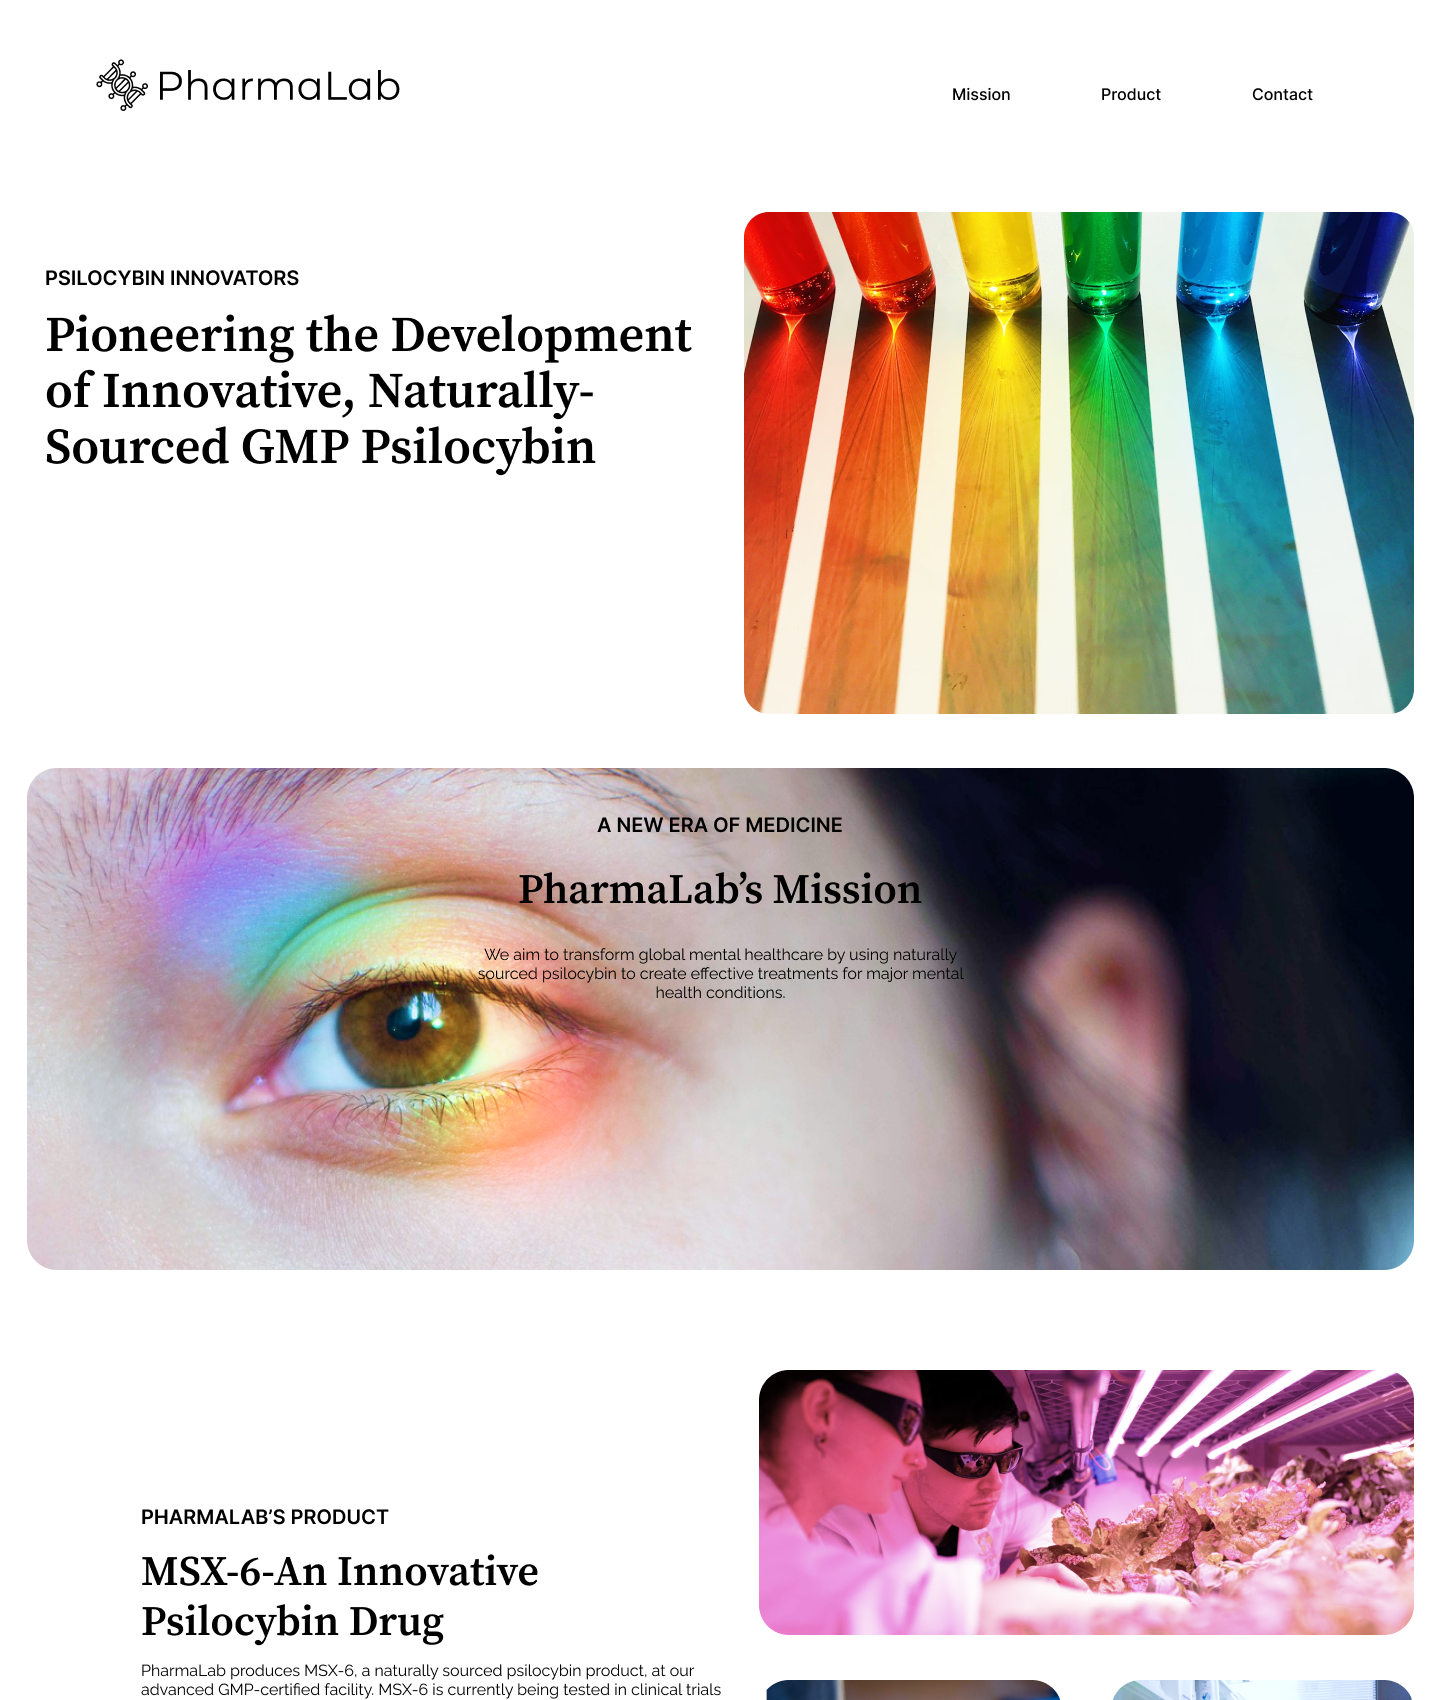 PharmaLab
Mission
Product
Contact
PSILOCYBIN INNOVATORS
Pioneering the Development
of Innovative, Naturally-
Sourced GMP Psilocybin
A NEW ERA OF MEDICINE
PharmaLab’s Mission
We aim to transform global mental healthcare by using naturally
sourced psilocybin to create effective treatments for major mental
health conditions.
PHARMALAB’S PRODUCT
MSX-6-An Innovative
Psilocybin Drug
PharmaLab produces MSX-6, a naturally sourced psilocybin product, at our
advanced GMP-certified facility. MSX-6 is currently being tested in clinical trials